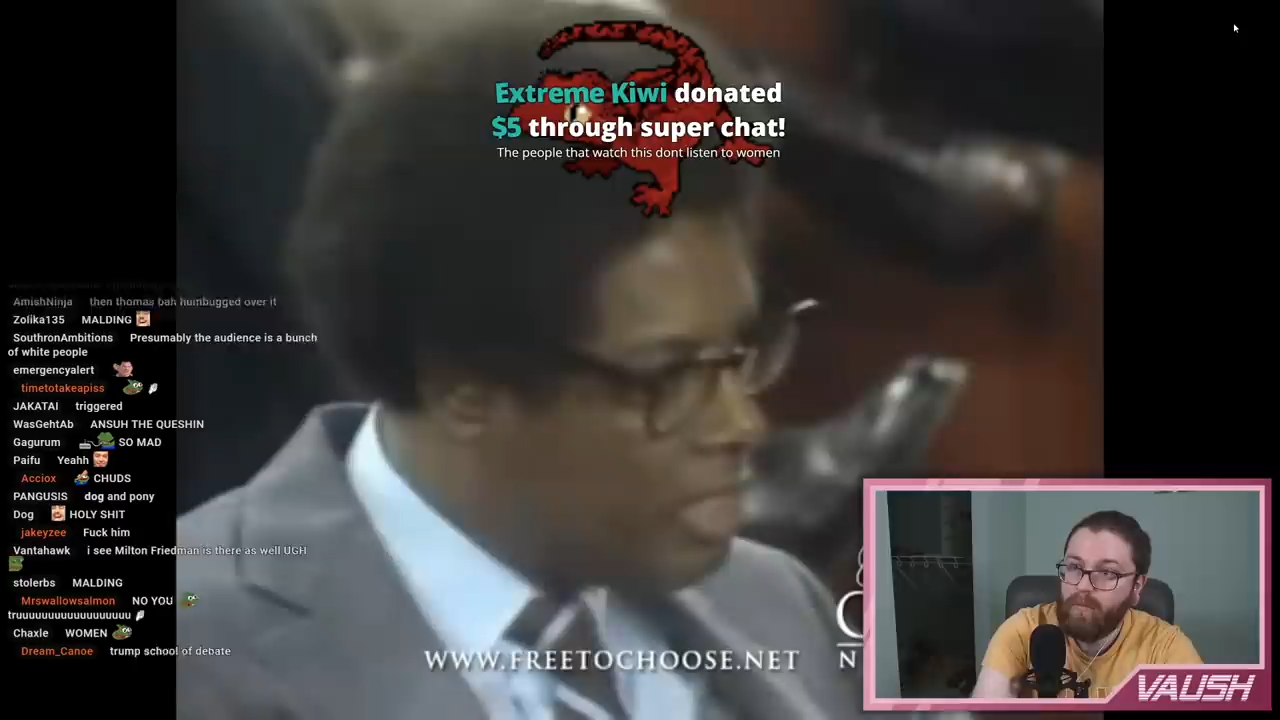 Extreme Kiwi donated
$5 through super chat!
The people that watch this dont listen to women
AmishNinja then thomas bah humbugged over it
Zolika135 MALDING
SouthronAmbitions Presumably the audience is a bunch
of white people
emergencyalert
timetotakeapiss
JAKATAI triggered
WasGehtAb ANSUH THE QUESHIN
Gagurum SO MAD
Paifu Yeahh
Acciox CHUDS
PANGUSIS dog and pony
Dog HOLY SHIT
jakeyzee Fuck him
Vantahawk i see Milton Friedman is there as well UGH
stolerbs MALDING
Mrswallowsalmon NO YOU
truuuuuuuuuuuuuuuuu
Chaxle WOMEN
Dream_Canoe trump school of debate
WWW.FREETOCHOOSE.NET
VAUSH